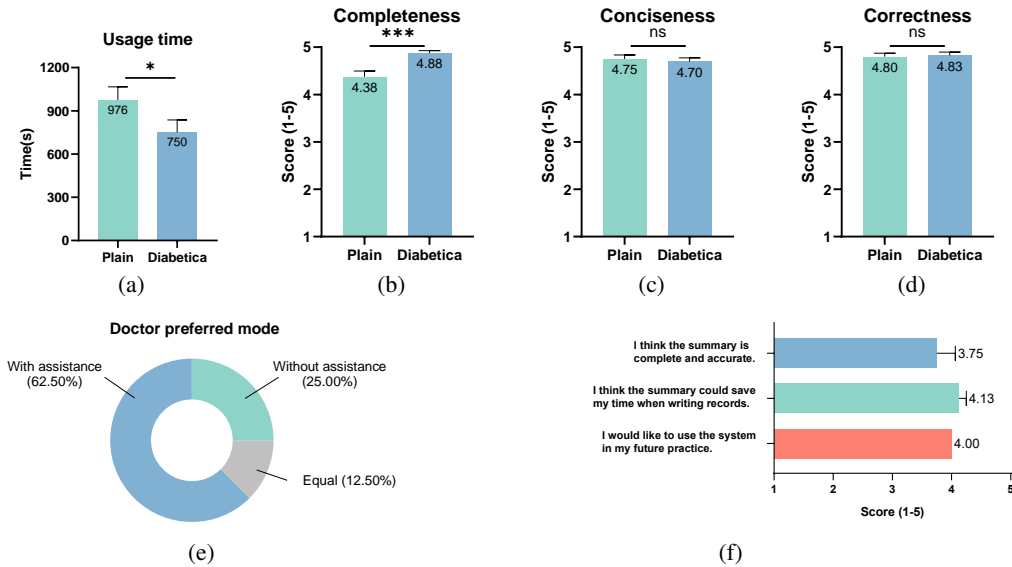 Usage time
Time(s)
1200
900
600
300
0
*
976
750
Plain
Diabetica
(a)
Completeness
Score (1-5)
5
4
3
2
1
***
4.38
4.88
Plain
Diabetica
(b)
Conciseness
Score (1-5)
5
4
3
2
1
ns
4.75
4.70
Plain
Diabetica
(c)
Correctness
Score (1-5)
5
4
3
2
1
ns
4.80
4.83
Plain
Diabetica
(d)
Doctor preferred mode
With assistance
(62.50%)
Without assistance
(25.00%)
Equal (12.50%)
(e)
I think the summary is
complete and accurate.
3.75
I think the summary could save
my time when writing records.
4.13
I would like to use the system
in my future practice.
4.00
1
2
3
4
5
Score (1-5)
(f)